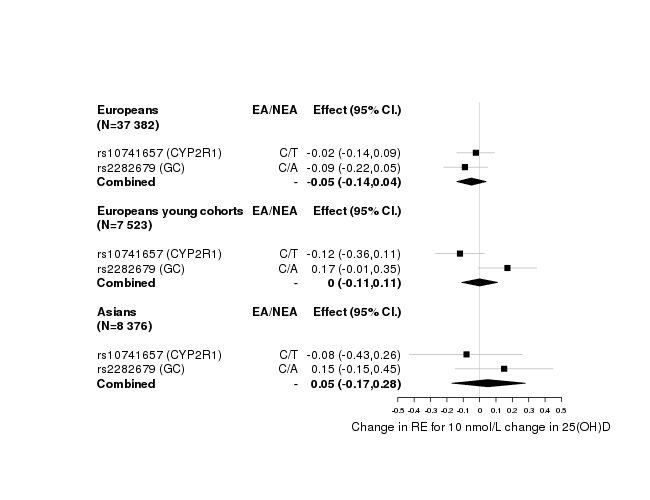 Europeans EA/NEA Effect (95% CI.)
(N=37 382)
rs10741657 (CYP2R1) C/T -0.02 (-0.14,0.09)
rs2282679 (GC) C/A -0.09 (-0.22,0.05)
Combined - -0.05 (-0.14,0.04)
Europeans young cohorts EA/NEA Effect (95% CI.)
(N=7 523)
rs10741657 (CYP2R1) C/T -0.12 (-0.36,0.11)
rs2282679 (GC) C/A 0.17 (-0.01,0.35)
Combined - 0 (-0.11,0.11)
Asians EA/NEA Effect (95% CI.)
(N=8 376)
rs10741657 (CYP2R1) C/T -0.08 (-0.43,0.26)
rs2282679 (GC) C/A 0.15 (-0.15,0.45)
Combined - 0.05 (-0.17,0.28)
-0.5 -0.4 -0.3 -0.2 -0.1 0 0.1 0.2 0.3 0.4 0.5
Change in RE for 10 nmol/L change in 25(OH)D